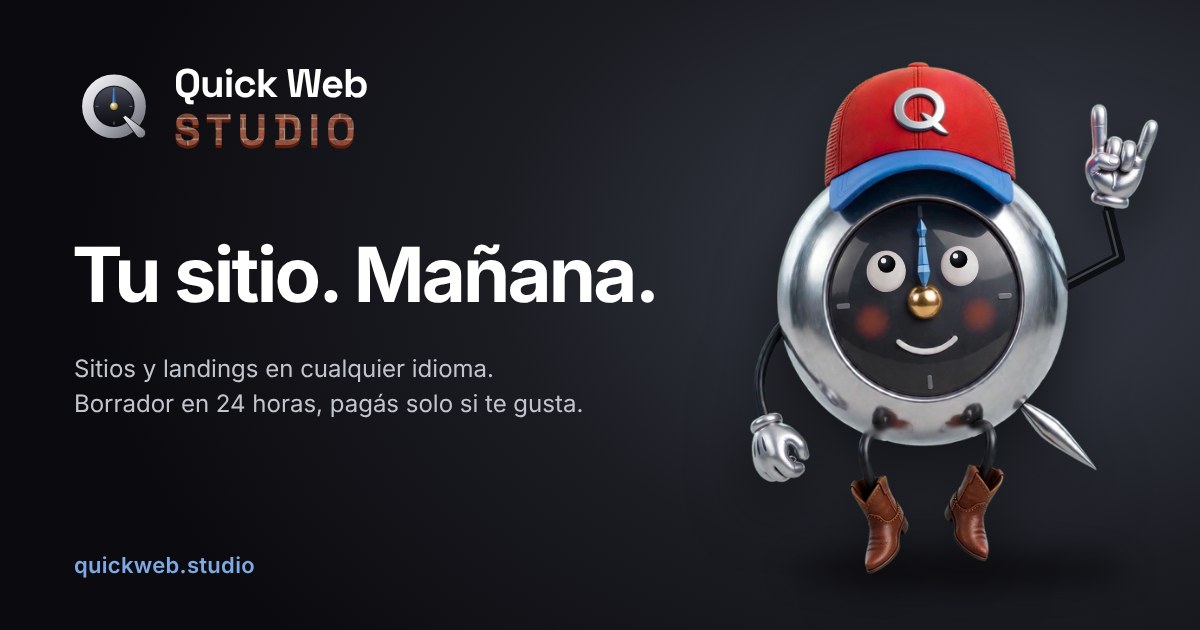 Quick Web
STUDIO
Q
Tu sitio. Mañana.
Sitios y landings en cualquier idioma.
Borrador en 24 horas, pagás solo si te gusta.
quickweb.studio